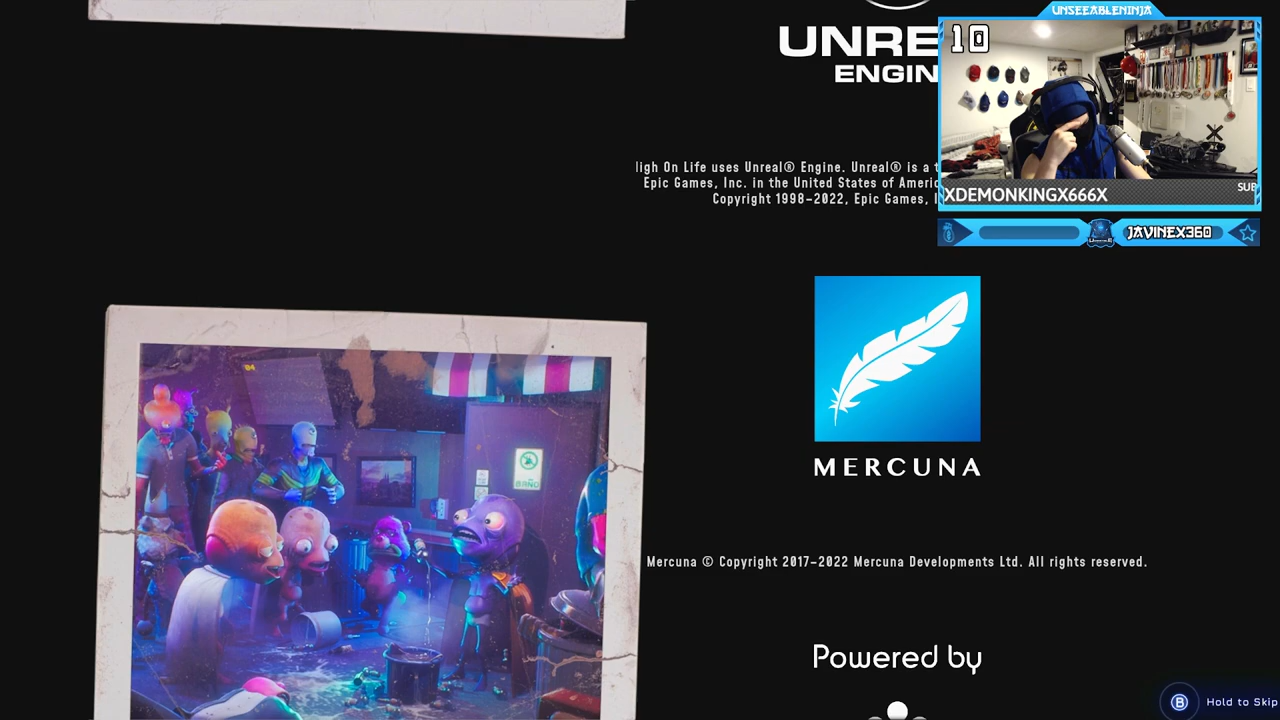 UNSEEABLENINJA
10
XDEMONKINGX666X
SUB
JAVINEX360
UNRE
ENGIN
High On Life uses Unreal® Engine. Unreal® is a t
Epic Games, Inc. in the United States of Americ
Copyright 1998-2022, Epic Games, I
BAÑO
MERCUNA
Mercuna © Copyright 2017-2022 Mercuna Developments Ltd. All rights reserved.
Powered by
B Hold to Skip